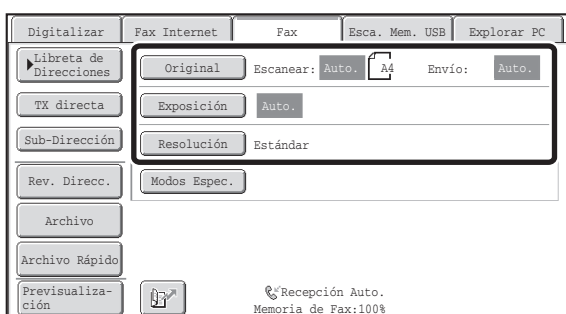 Digitalizar Fax Internet Fax Esca. Mem. USB Explorar PC
Libreta de
Direcciones
Original Escanear: Auto. A4 Envío: Auto.
TX directa Exposición Auto.
Sub-Dirección Resolución Estándar
Rev. Direcc. Modos Espec.
Archivo
Archivo Rápido
Previsualiza-
ción
Recepción Auto.
Memoria de Fax:100%